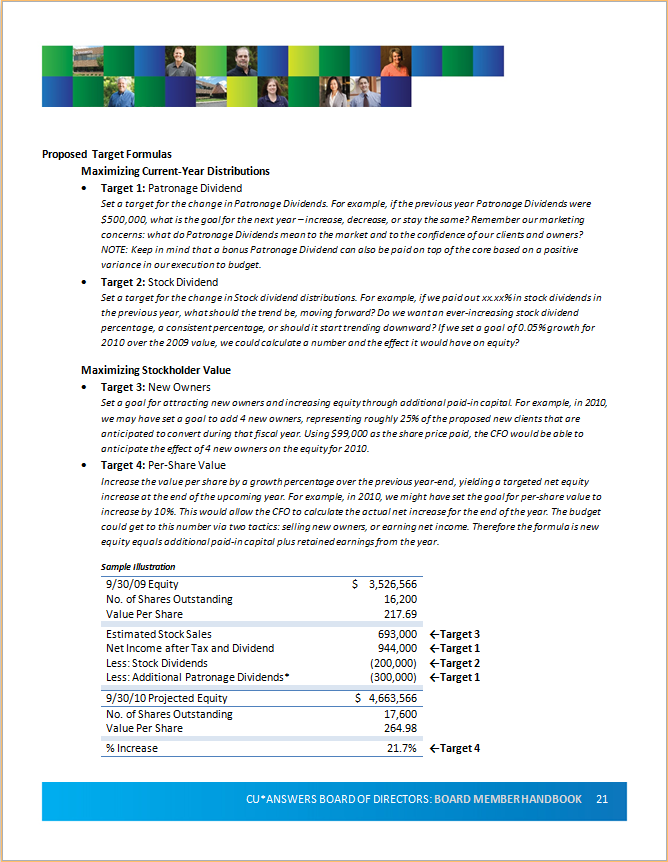 Proposed Target Formulas
Maximizing Current-Year Distributions
• Target 1: Patronage Dividend
Set a target for the change in Patronage Dividends. For example, if the previous year Patronage Dividends were
$500,000, what is the goal for the next year – increase, decrease, or stay the same? Remember our marketing
concerns: what do Patronage Dividends mean to the market and to the confidence of our clients and owners?
NOTE: Keep in mind that a bonus Patronage Dividend can also be paid on top of the core based on a positive
variance in our execution to budget.
• Target 2: Stock Dividend
Set a target for the change in Stock dividend distributions. For example, if we paid out xx.xx% in stock dividends in
the previous year, what should the trend be, moving forward? Do we want an ever-increasing stock dividend
percentage, a consistent percentage, or should it start trending downward? If we set a goal of 0.05% growth for
2010 over the 2009 value, we could calculate a number and the effect it would have on equity?
Maximizing Stockholder Value
• Target 3: New Owners
Set a goal for attracting new owners and increasing equity through additional paid-in capital. For example, in 2010,
we may have set a goal to add 4 new owners, representing roughly 25% of the proposed new clients that are
anticipated to convert during that fiscal year. Using $99,000 as the share price paid, the CFO would be able to
anticipate the effect of 4 new owners on the equity for 2010.
• Target 4: Per-Share Value
Increase the value per share by a growth percentage over the previous year-end, yielding a targeted net equity
increase at the end of the upcoming year. For example, in 2010, we might have set the goal for per-share value to
increase by 10%. This would allow the CFO to calculate the actual net increase for the end of the year. The budget
could get to this number via two tactics: selling new owners, or earning net income. Therefore the formula is new
equity equals additional paid-in capital plus retained earnings from the year.
Sample Illustration
9/30/09 Equity $ 3,526,566
No. of Shares Outstanding 16,200
Value Per Share 217.69
Estimated Stock Sales 693,000 ←Target 3
Net Income after Tax and Dividend 944,000 ←Target 1
Less: Stock Dividends (200,000) ←Target 2
Less: Additional Patronage Dividends* (300,000) ←Target 1
9/30/10 Projected Equity $ 4,663,566
No. of Shares Outstanding 17,600
Value Per Share 264.98
% Increase 21.7% ←Target 4
CU*ANSWERS BOARD OF DIRECTORS: BOARD MEMBER HANDBOOK 21